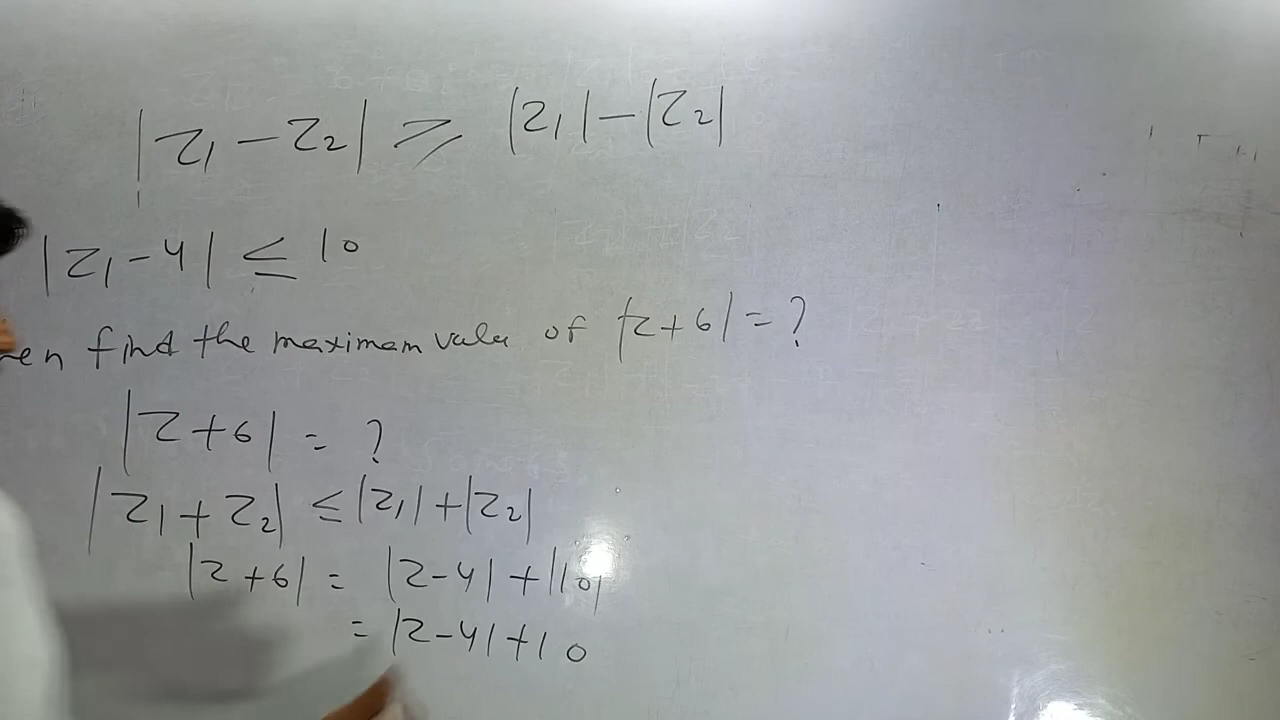 |z₁ - z₂| ≥ |z₁| - |z₂|
|z₁ - 4| ≤ 10
en find the maximam value of |z+6| = ?
|z+6| = ?
|z₁ + z₂| ≤ |z₁| + |z₂|
|z+6| = |z-4| + |10|
= |z-4| + 10